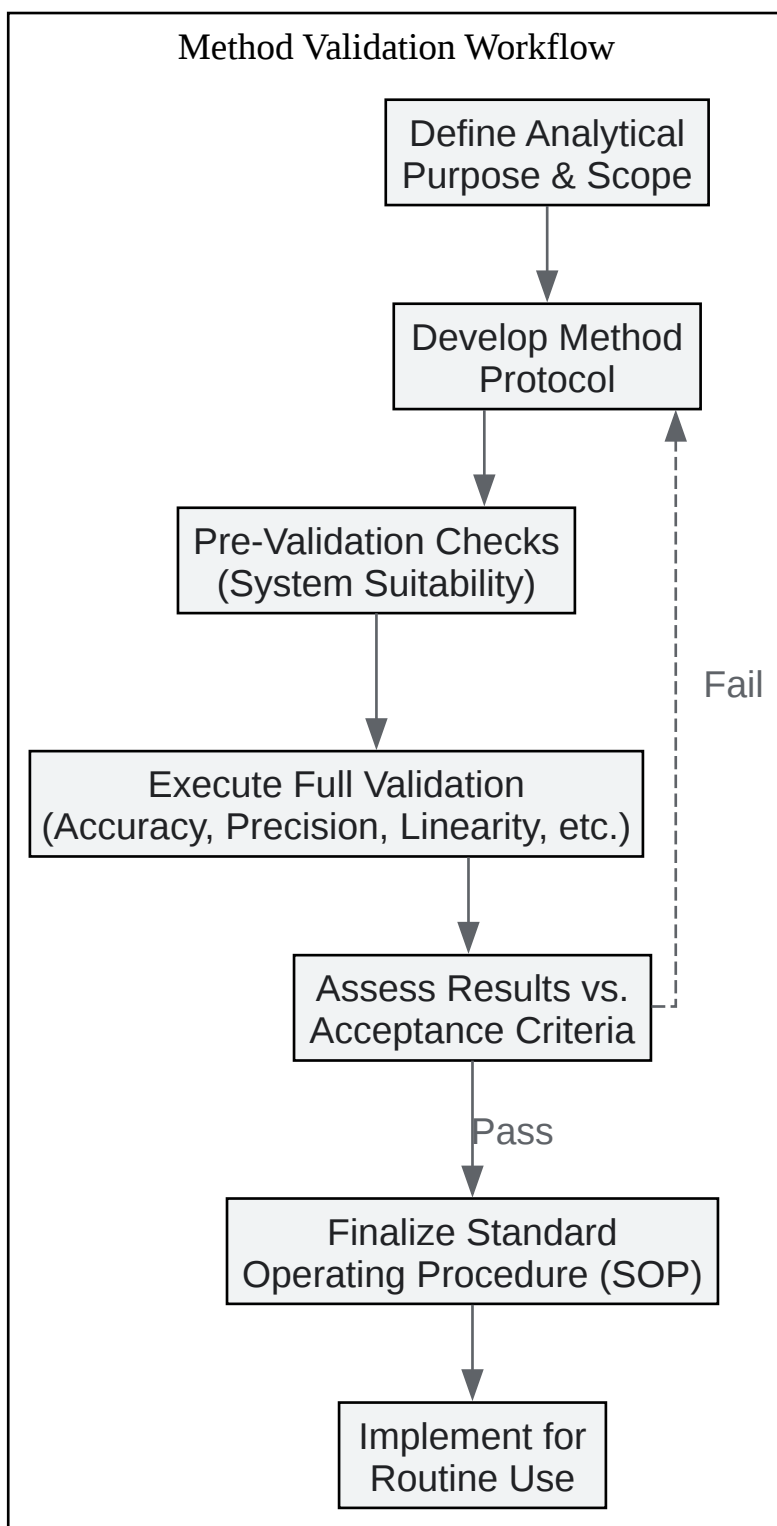 Method Validation Workflow
Define Analytical
Purpose & Scope
Develop Method
Protocol
Pre-Validation Checks
(System Suitability)
Fail
Execute Full Validation
(Accuracy, Precision, Linearity, etc.)
Assess Results vs.
Acceptance Criteria
Pass
Finalize Standard
Operating Procedure (SOP)
Implement for
Routine Use